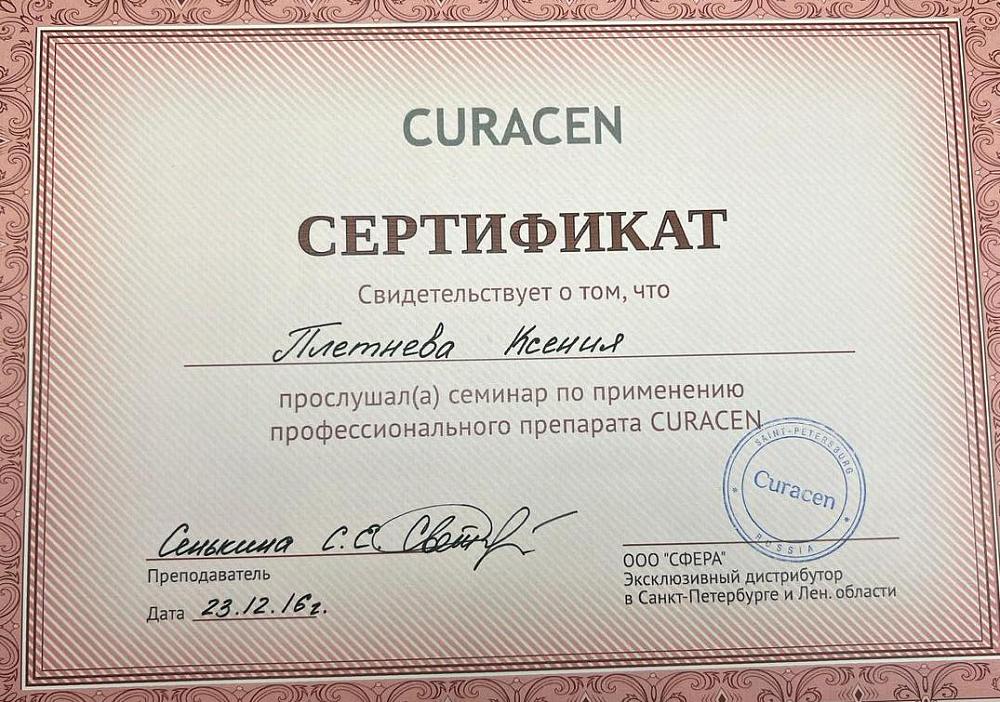 CURACEN
СЕРТИФИКАТ
Свидетельствует о том, что
Плетнева Ксения
прослушал(а) семинар по применению
профессионального препарата CURACEN
Сенькина С.Е.
Преподаватель
Дата 23.12.16г.
SAINT-PETERSBURG
Curacen
RUSSIA
ООО "СФЕРА"
Эксклюзивный дистрибутор
в Санкт-Петербурге и Лен. области